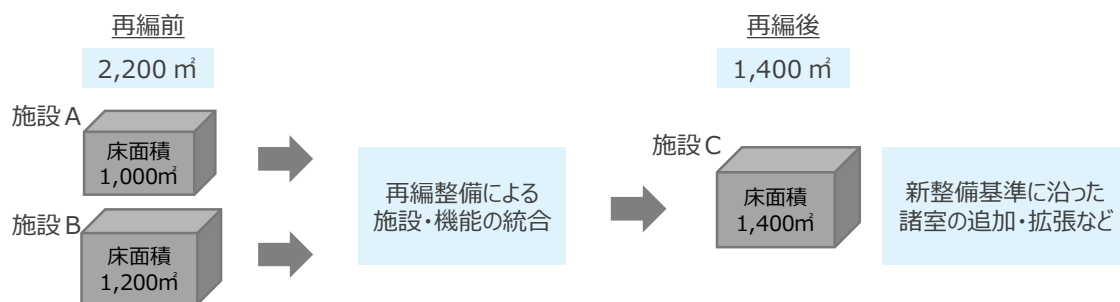 再編前
2,200 ㎡
施設A
床面積
1,000㎡
施設B
床面積
1,200㎡
再編整備による
施設・機能の統合
再編後
1,400 ㎡
施設C
床面積
1,400㎡
新整備基準に沿った
諸室の追加・拡張など